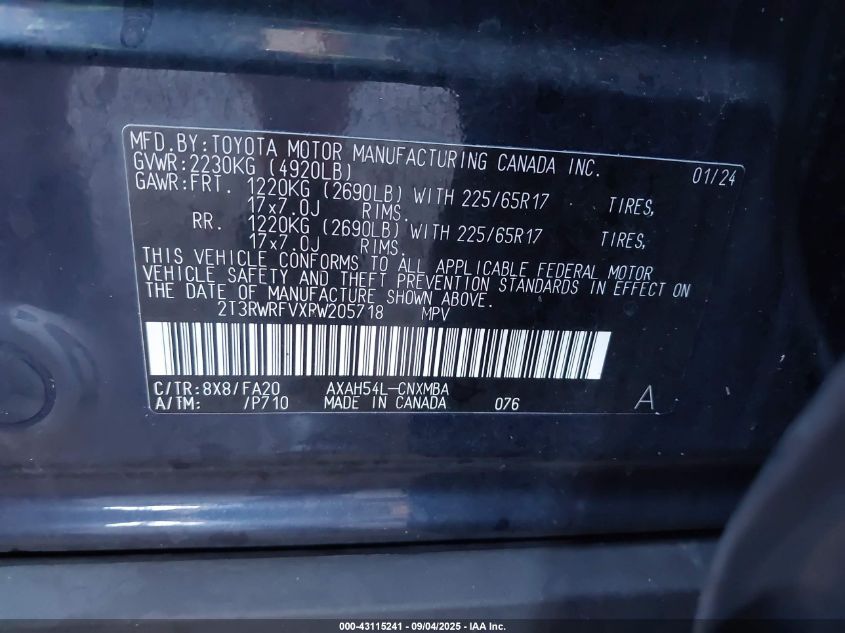 MFD.BY:TOYOTA MOTOR MANUFACTURING CANADA INC. 01/24
GVWR:2230KG (4920LB)
GAWR:FRT. 1220KG (2690LB) WITH 225/65R17 TIRES,
17x7.0J RIMS.
RR. 1220KG (2690LB) WITH 225/65R17 TIRES,
17x7.0J RIMS.
THIS VEHICLE CONFORMS TO ALL APPLICABLE FEDERAL MOTOR
VEHICLE SAFETY AND THEFT PREVENTION STANDARDS IN EFFECT ON
THE DATE OF MANUFACTURE SHOWN ABOVE.
2T3RWRFVXRW205718 MPV
C/TR:8X8/FA20 AXAH54L-CNXMBA
A/TM: /P710 MADE IN CANADA 076 A
000-43115241 - 09/04/2025 - IAA Inc.